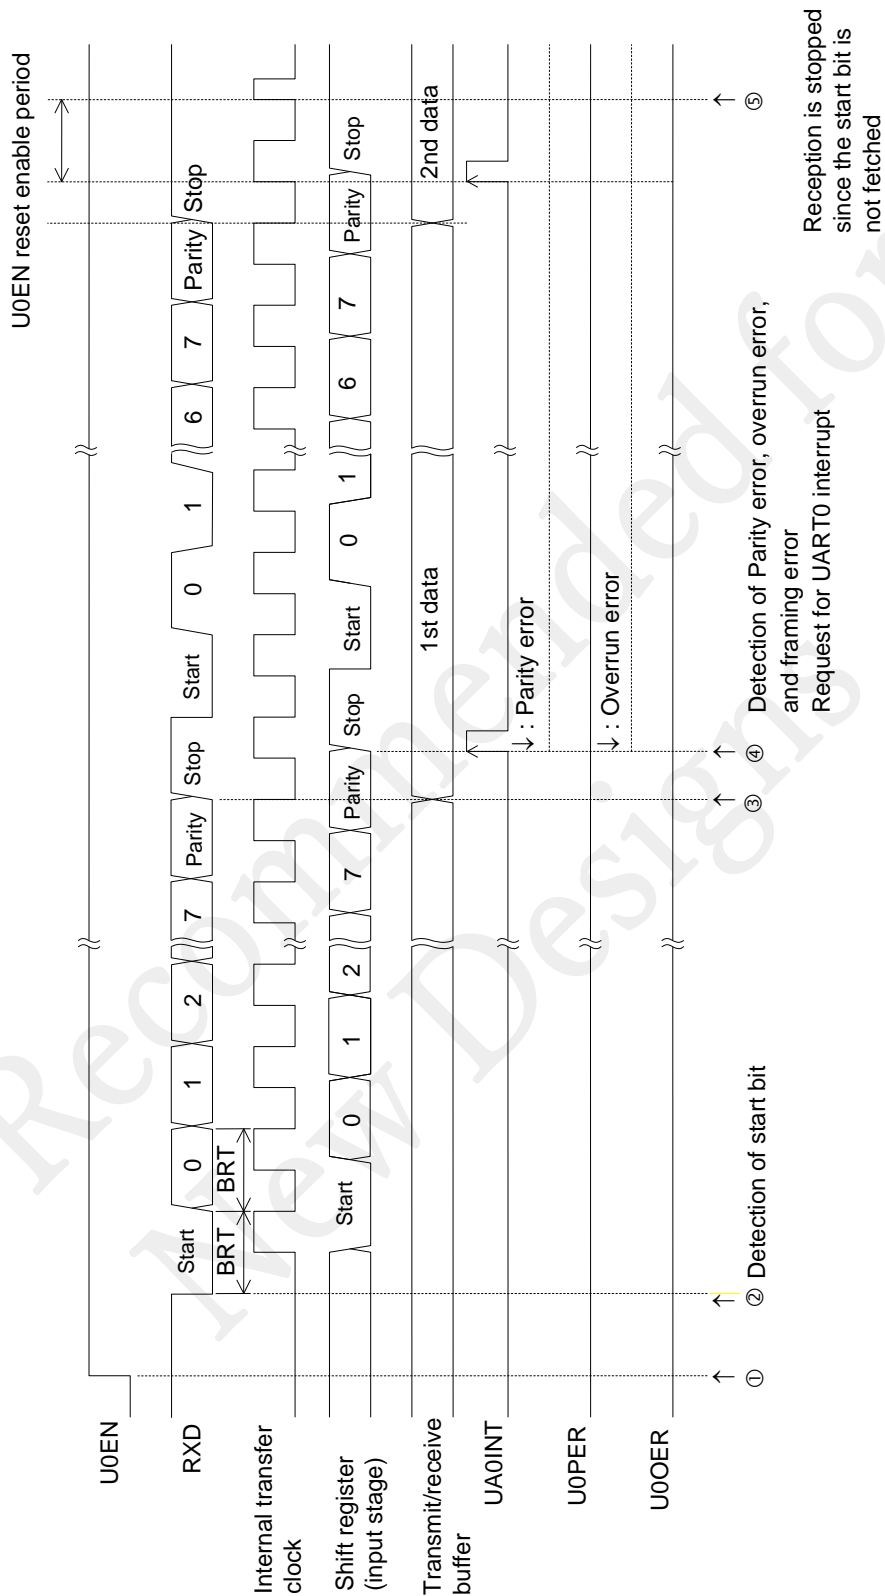 U0EN reset enable period
U0EN
RXD
Start
0
1
2
7
Parity
Stop
Start
0
1
6
7
Parity
Stop
BRT
BRT
Internal transfer
clock
Shift register
(input stage)
Start
0
1
2
7
Parity
Stop
Start
0
1
6
7
Parity
Stop
Transmit/receive
buffer
1st data
2nd data
UA0INT
↓ : Parity error
U0PER
↓ : Overrun error
U0OER
①
② Detection of start bit
③
④
Detection of Parity error, overrun error,
and framing error
Request for UART0 interrupt
⑤
Reception is stopped
since the start bit is
not fetched
Recommended for
New Designs